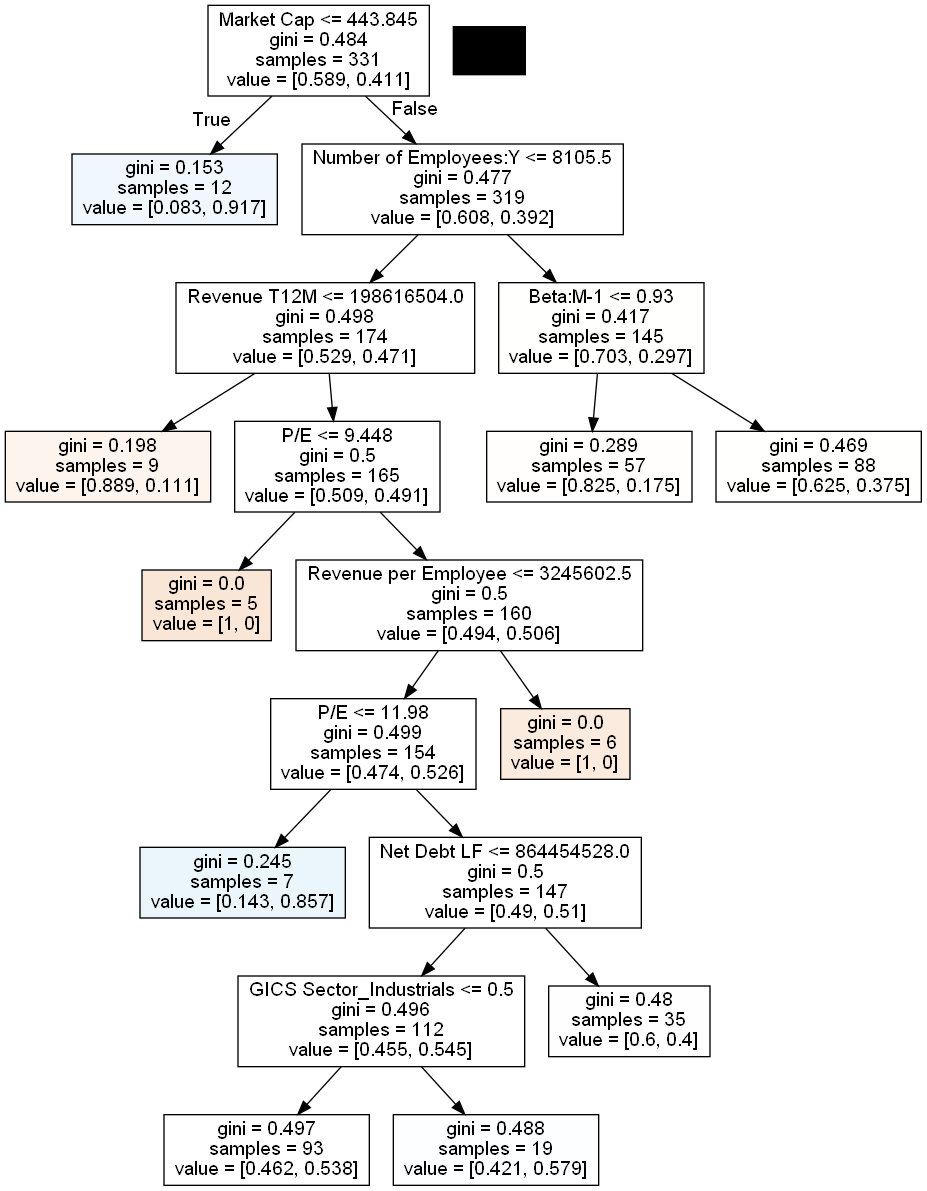 Market Cap <= 443.845
gini = 0.484
samples = 331
value = [0.589, 0.411]
True
False
gini = 0.153
samples = 12
value = [0.083, 0.917]
Number of Employees:Y <= 8105.5
gini = 0.477
samples = 319
value = [0.608, 0.392]
Revenue T12M <= 198616504.0
gini = 0.498
samples = 174
value = [0.529, 0.471]
Beta:M-1 <= 0.93
gini = 0.417
samples = 145
value = [0.703, 0.297]
gini = 0.198
samples = 9
value = [0.889, 0.111]
P/E <= 9.448
gini = 0.5
samples = 165
value = [0.509, 0.491]
gini = 0.289
samples = 57
value = [0.825, 0.175]
gini = 0.469
samples = 88
value = [0.625, 0.375]
gini = 0.0
samples = 5
value = [1, 0]
Revenue per Employee <= 3245602.5
gini = 0.5
samples = 160
value = [0.494, 0.506]
P/E <= 11.98
gini = 0.499
samples = 154
value = [0.474, 0.526]
gini = 0.0
samples = 6
value = [1, 0]
gini = 0.245
samples = 7
value = [0.143, 0.857]
Net Debt LF <= 864454528.0
gini = 0.5
samples = 147
value = [0.49, 0.51]
GICS Sector_Industrials <= 0.5
gini = 0.496
samples = 112
value = [0.455, 0.545]
gini = 0.48
samples = 35
value = [0.6, 0.4]
gini = 0.497
samples = 93
value = [0.462, 0.538]
gini = 0.488
samples = 19
value = [0.421, 0.579]